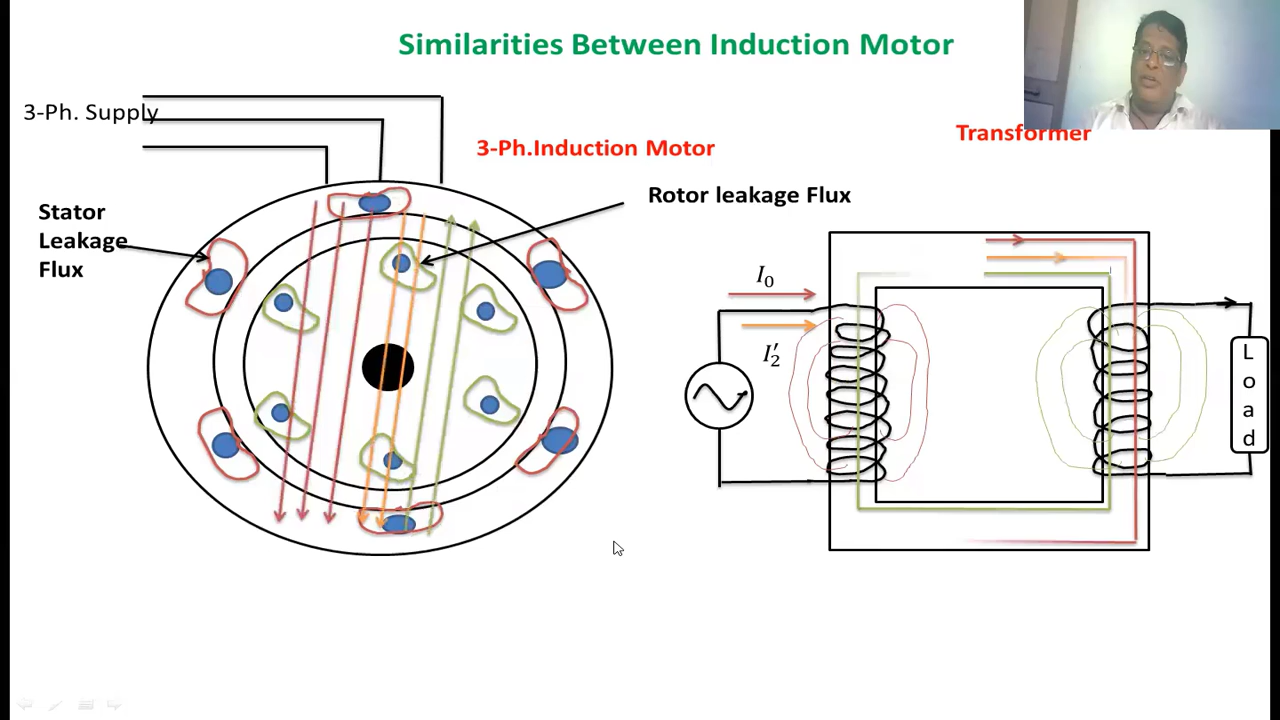 Similarities Between Induction Motor
3-Ph. Supply
3-Ph.Induction Motor
Transformer
Rotor leakage Flux
Stator
Leakage
Flux
I₀
I₂′
L
o
a
d